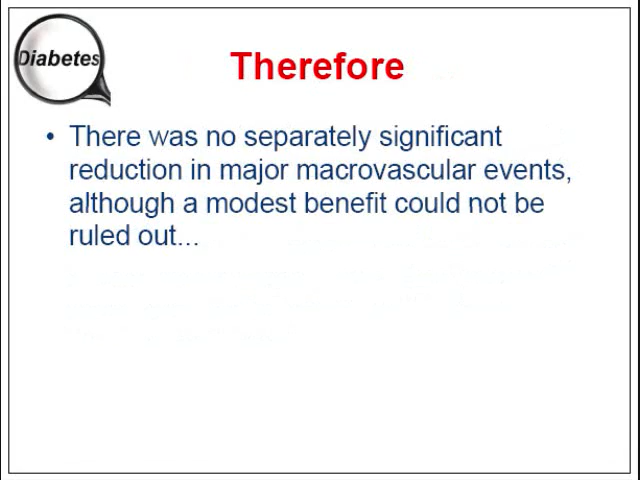 Diabetes
Therefore
• There was no separately significant
reduction in major macrovascular events,
although a modest benefit could not be
ruled out...